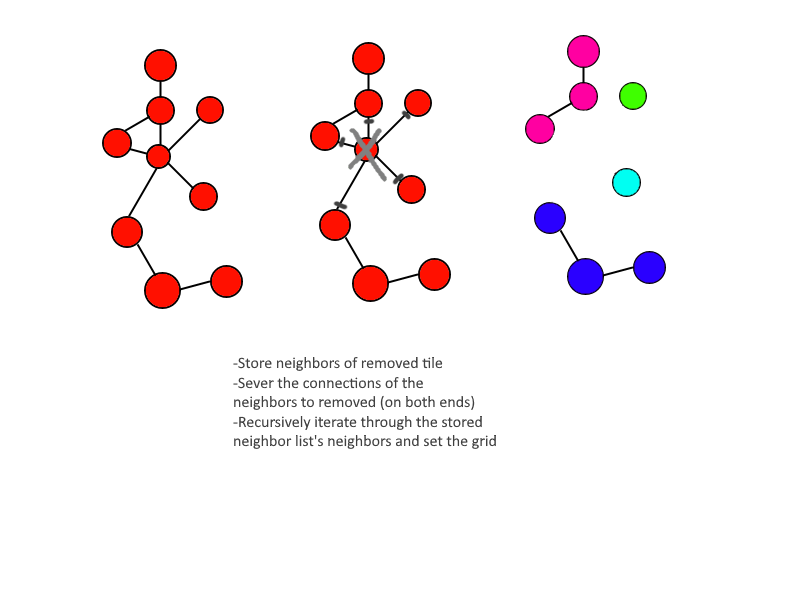 -Store neighbors of removed tile
-Sever the connections of the
neighbors to removed (on both ends)
-Recursively iterate through the stored
neighbor list's neighbors and set the grid